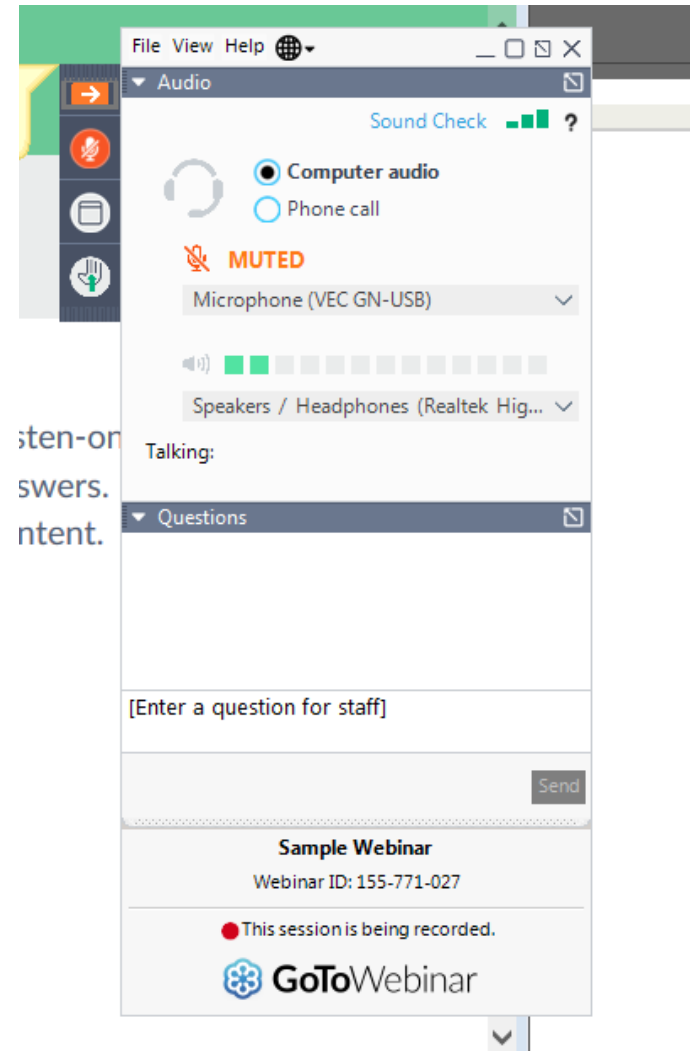 File View Help
Audio
Sound Check ?
Computer audio
Phone call
MUTED
Microphone (VEC GN-USB)
Speakers / Headphones (Realtek Hig...
Talking:
sten-on
swers.
ntent.
Questions
[Enter a question for staff]
Send
Sample Webinar
Webinar ID: 155-771-027
This session is being recorded.
GoToWebinar